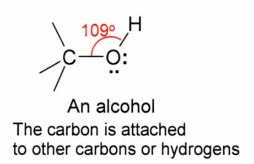 109°
H
C
O:
An alcohol
The carbon is attached
to other carbons or hydrogens